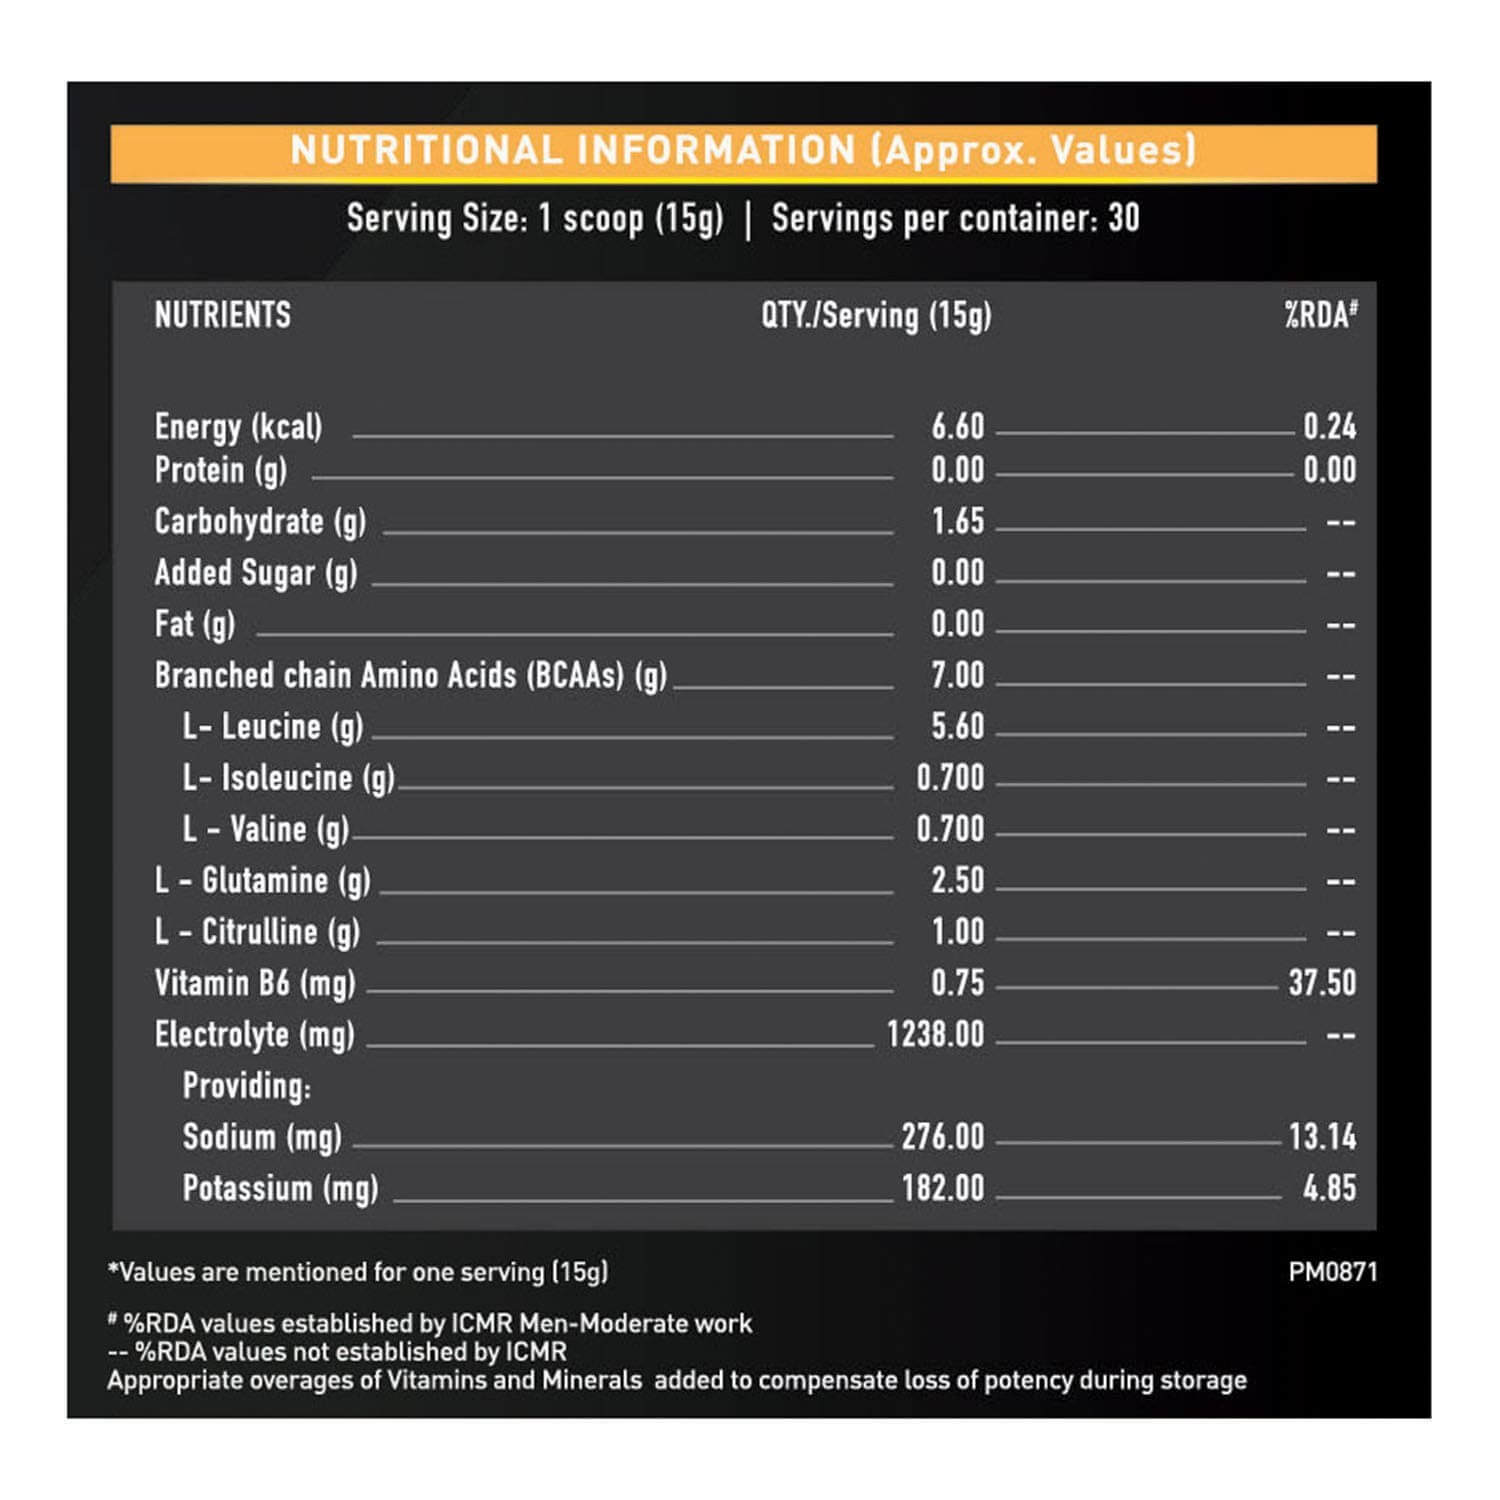 NUTRITIONAL INFORMATION (Approx. Values)
Serving Size: 1 scoop (15g) | Servings per container: 30
NUTRIENTS QTY./Serving (15g) %RDA#
Energy (kcal) 6.60 0.24
Protein (g) 0.00 0.00
Carbohydrate (g) 1.65 --
Added Sugar (g) 0.00 --
Fat (g) 0.00 --
Branched chain Amino Acids (BCAAs) (g) 7.00 --
L- Leucine (g) 5.60 --
L- Isoleucine (g) 0.700 --
L - Valine (g) 0.700 --
L - Glutamine (g) 2.50 --
L - Citrulline (g) 1.00 --
Vitamin B6 (mg) 0.75 37.50
Electrolyte (mg) 1238.00 --
Providing:
Sodium (mg) 276.00 13.14
Potassium (mg) 182.00 4.85
*Values are mentioned for one serving (15g) PM0871
# %RDA values established by ICMR Men-Moderate work
-- %RDA values not established by ICMR
Appropriate overages of Vitamins and Minerals added to compensate loss of potency during storage